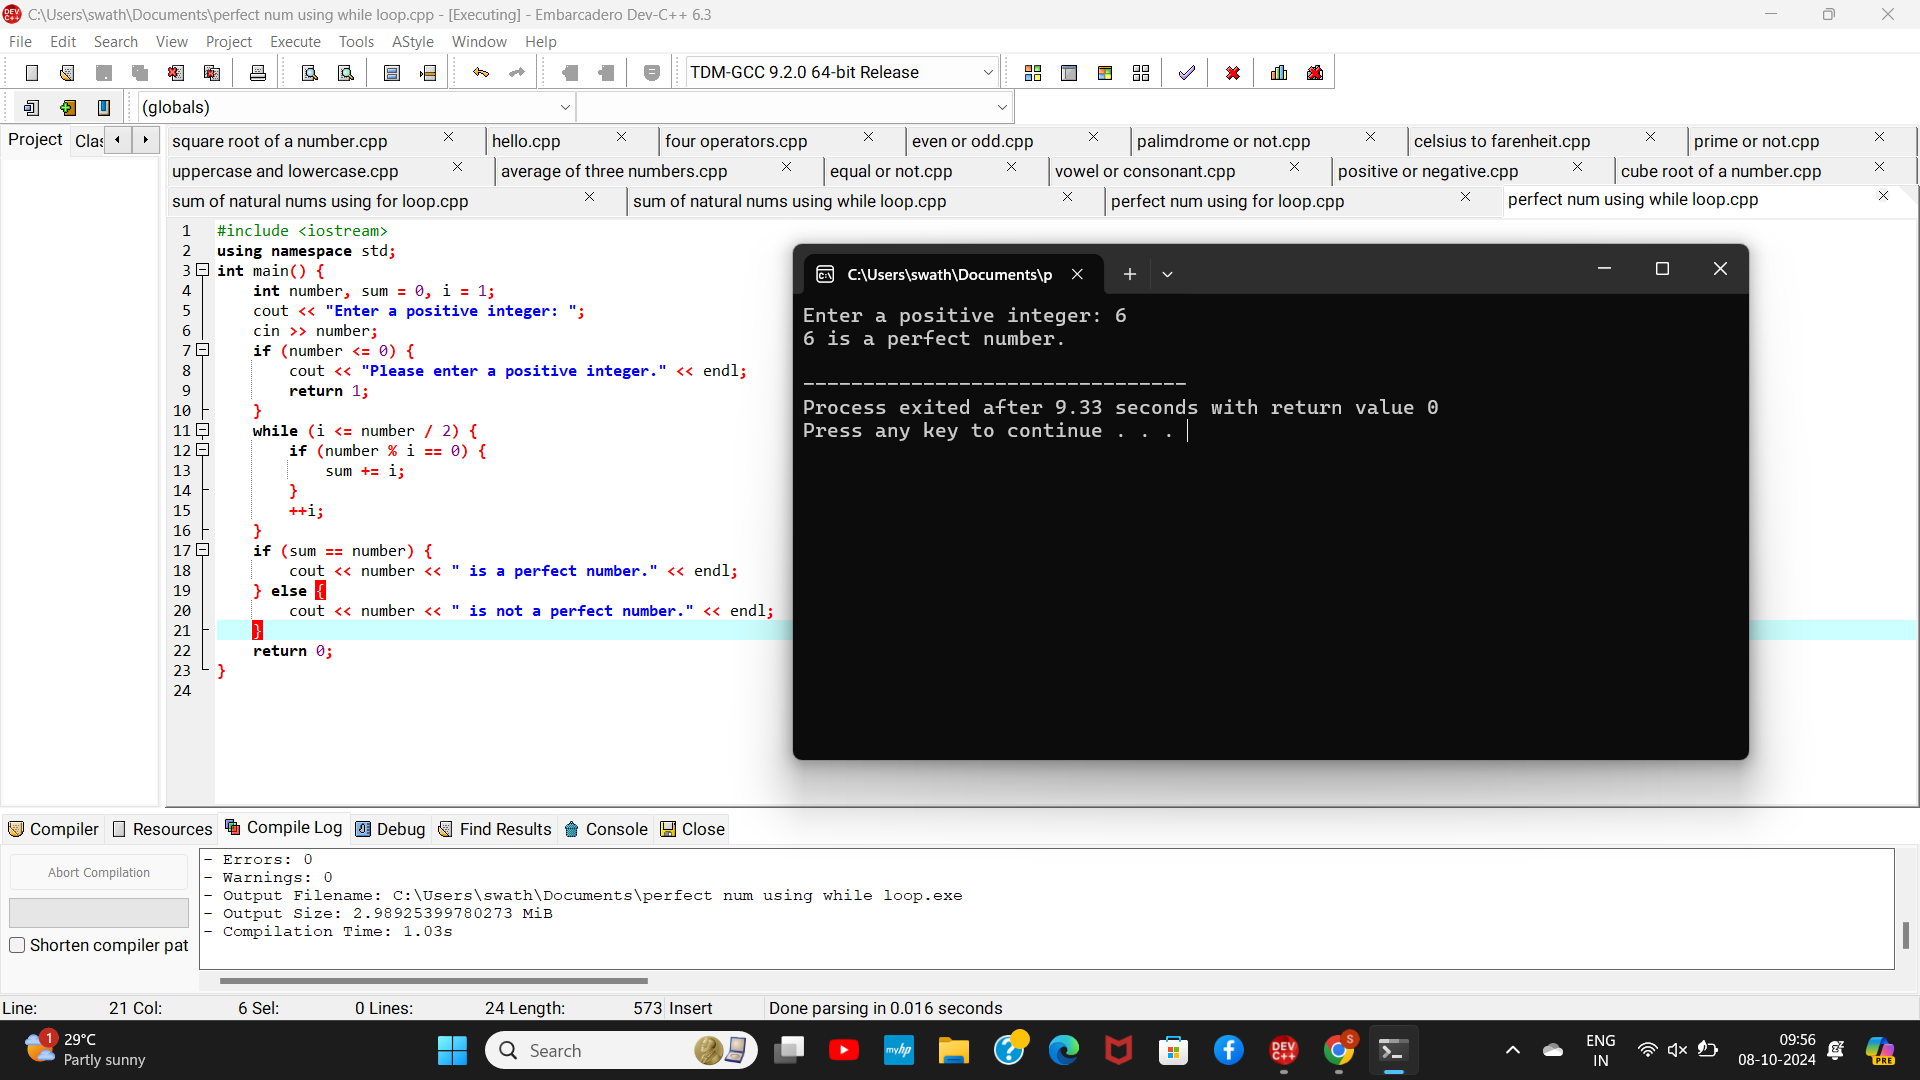 C:\Users\swath\Documents\perfect num using while loop.cpp - [Executing] - Embarcadero Dev-C++ 6.3
File Edit Search View Project Execute Tools AStyle Window Help
TDM-GCC 9.2.0 64-bit Release
(globals)
Project Clas
square root of a number.cpp hello.cpp four operators.cpp even or odd.cpp palimdrome or not.cpp celsius to farenheit.cpp prime or not.cpp
uppercase and lowercase.cpp average of three numbers.cpp equal or not.cpp vowel or consonant.cpp positive or negative.cpp cube root of a number.cpp
sum of natural nums using for loop.cpp sum of natural nums using while loop.cpp perfect num using for loop.cpp perfect num using while loop.cpp
1 #include <iostream>
2 using namespace std;
3 int main() {
4 int number, sum = 0, i = 1;
5 cout << "Enter a positive integer: ";
6 cin >> number;
7 if (number <= 0) {
8 cout << "Please enter a positive integer." << endl;
9 return 1;
10 }
11 while (i <= number / 2) {
12 if (number % i == 0) {
13 sum += i;
14 }
15 ++i;
16 }
17 if (sum == number) {
18 cout << number << " is a perfect number." << endl;
19 } else {
20 cout << number << " is not a perfect number." << endl;
21 }
22 return 0;
23 }
24
C:\Users\swath\Documents\p
Enter a positive integer: 6
6 is a perfect number.
--------------------------------
Process exited after 9.33 seconds with return value 0
Press any key to continue . . .
Compiler Resources Compile Log Debug Find Results Console Close
Abort Compilation
Shorten compiler pat
- Errors: 0
- Warnings: 0
- Output Filename: C:\Users\swath\Documents\perfect num using while loop.exe
- Output Size: 2.98925399780273 MiB
- Compilation Time: 1.03s
Line: 21 Col: 6 Sel: 0 Lines: 24 Length: 573 Insert Done parsing in 0.016 seconds
1
29°C
Partly sunny
Search
myhp
DEV C++
S
ENG
IN
09:56
08-10-2024
PRE